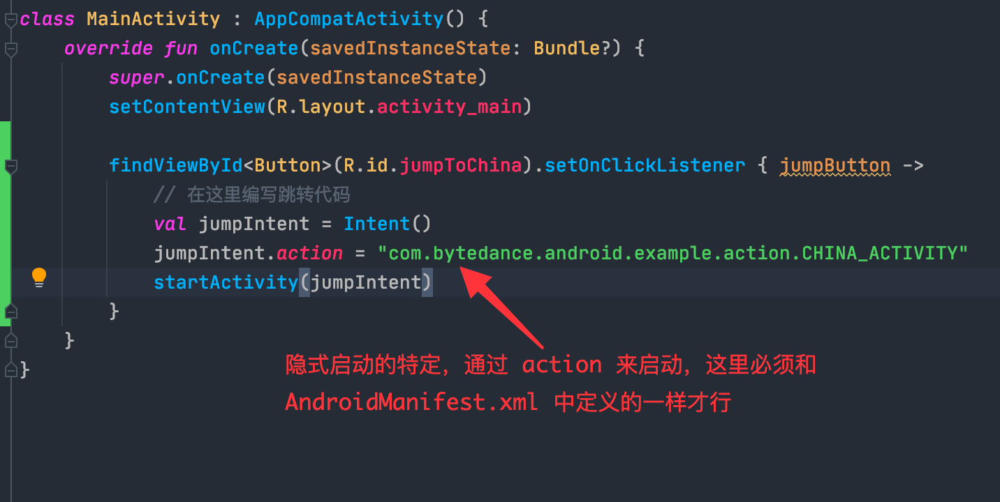 class MainActivity : AppCompatActivity() {
override fun onCreate(savedInstanceState: Bundle?) {
super.onCreate(savedInstanceState)
setContentView(R.layout.activity_main)
findViewById<Button>(R.id.jumpToChina).setOnClickListener { jumpButton ->
// 在这里编写跳转代码
val jumpIntent = Intent()
jumpIntent.action = "com.bytedance.android.example.action.CHINA_ACTIVITY"
startActivity(jumpIntent)
}
}
}
隐式启动的特定，通过 action 来启动，这里必须和
AndroidManifest.xml 中定义的一样才行